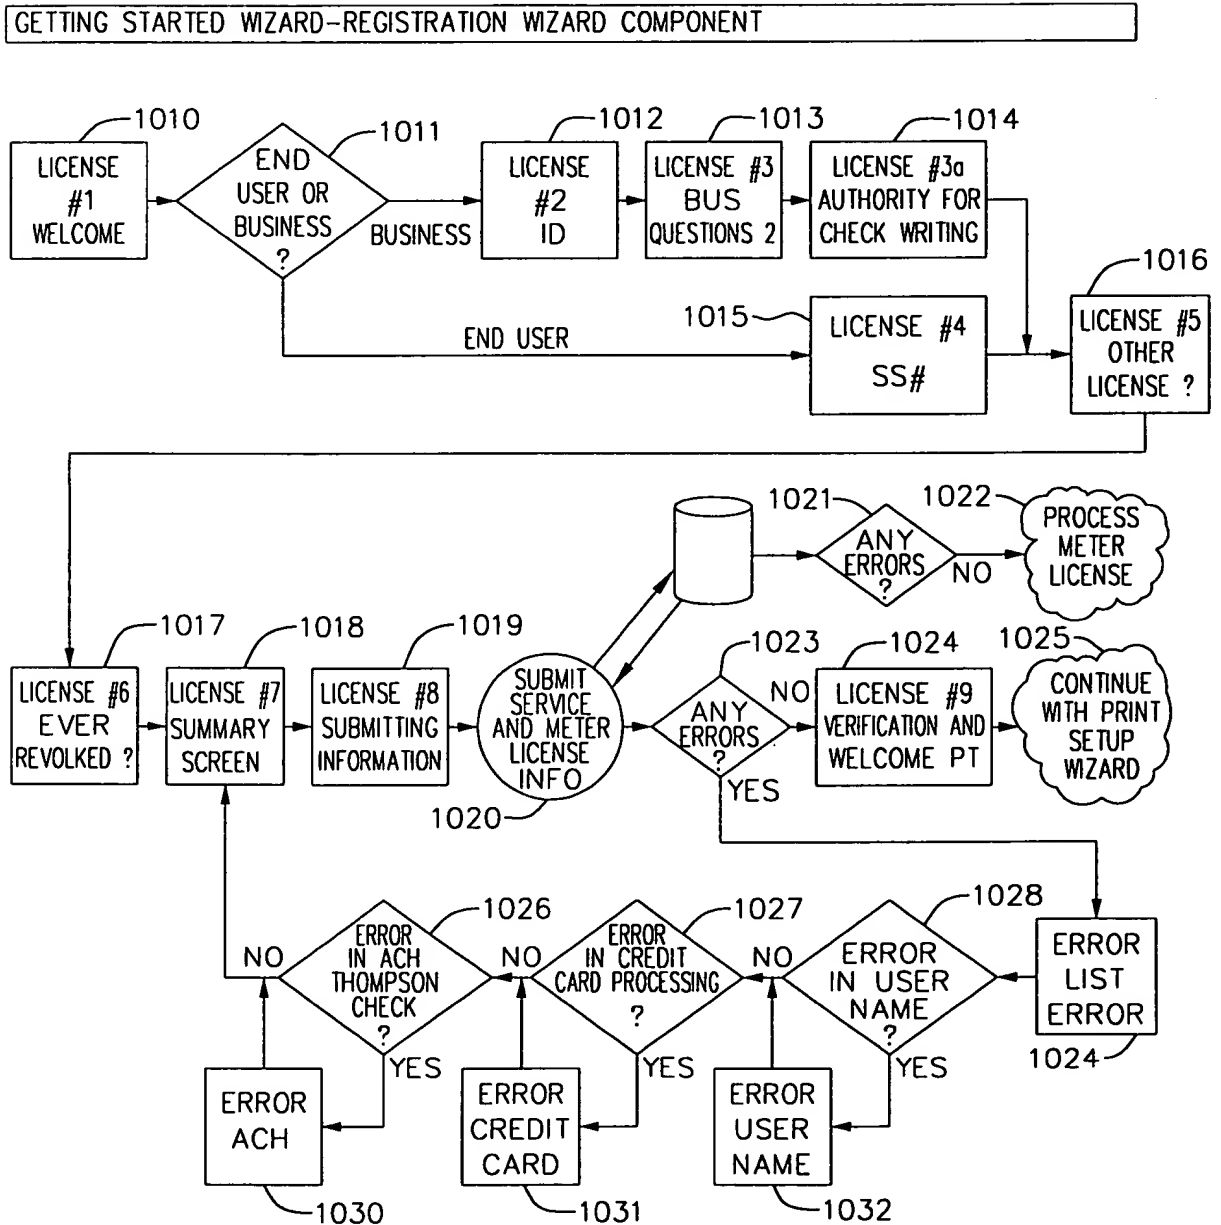 GETTING STARTED WIZARD-REGISTRATION WIZARD COMPONENT
1010
LICENSE
#1
WELCOME
1011
END
USER OR
BUSINESS
?
BUSINESS
1012
LICENSE
#2
ID
1013
LICENSE #3
BUS
QUESTIONS 2
1014
LICENSE #3a
AUTHORITY FOR
CHECK WRITING
END USER
1015
LICENSE #4
SS#
1016
LICENSE #5
OTHER
LICENSE ?
1021
ANY
ERRORS
?
NO
1022
PROCESS
METER
LICENSE
1017
LICENSE #6
EVER
REVOLKED ?
1018
LICENSE #7
SUMMARY
SCREEN
1019
LICENSE #8
SUBMITTING
INFORMATION
SUBMIT
SERVICE
AND METER
LICENSE
INFO
1020
1023
ANY
ERRORS
?
NO
YES
1024
LICENSE #9
VERIFICATION AND
WELCOME PT
1025
CONTINUE
WITH PRINT
SETUP
WIZARD
1026
ERROR
IN ACH
THOMPSON
CHECK
?
NO
YES
1027
ERROR
IN CREDIT
CARD PROCESSING
?
NO
YES
1028
ERROR
IN USER
NAME
?
NO
YES
ERROR
LIST
ERROR
1024
ERROR
ACH
1030
ERROR
CREDIT
CARD
1031
ERROR
USER
NAME
1032